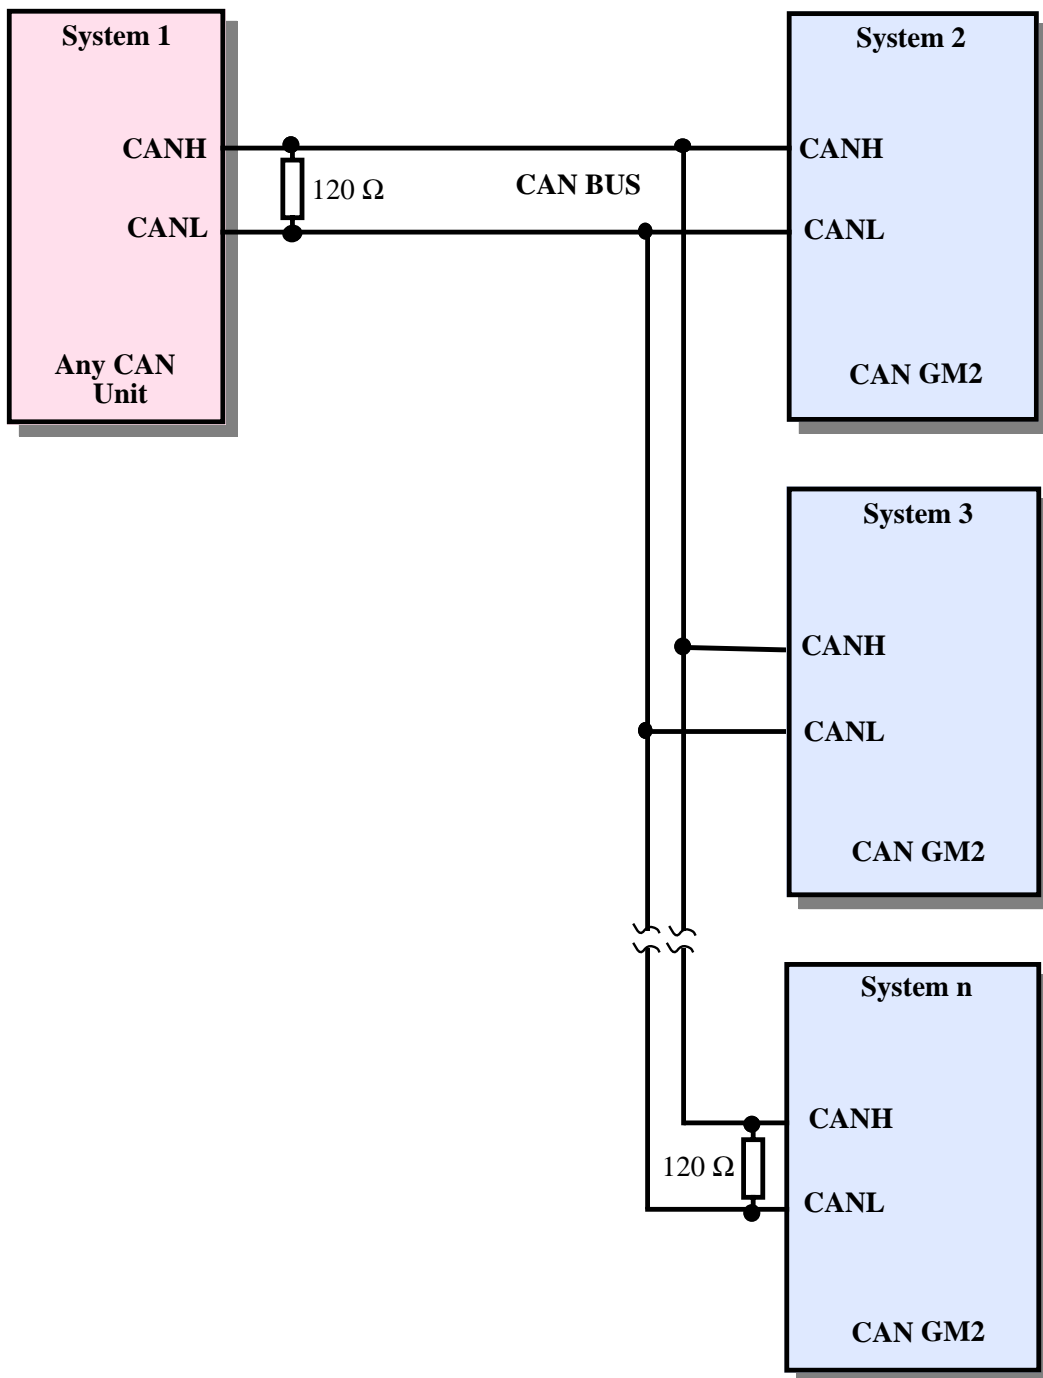 System 1
CANH
CANL
Any CAN
Unit
120 Ω
CAN BUS
System 2
CANH
CANL
CAN GM2
System 3
CANH
CANL
CAN GM2
System n
CANH
120 Ω
CANL
CAN GM2